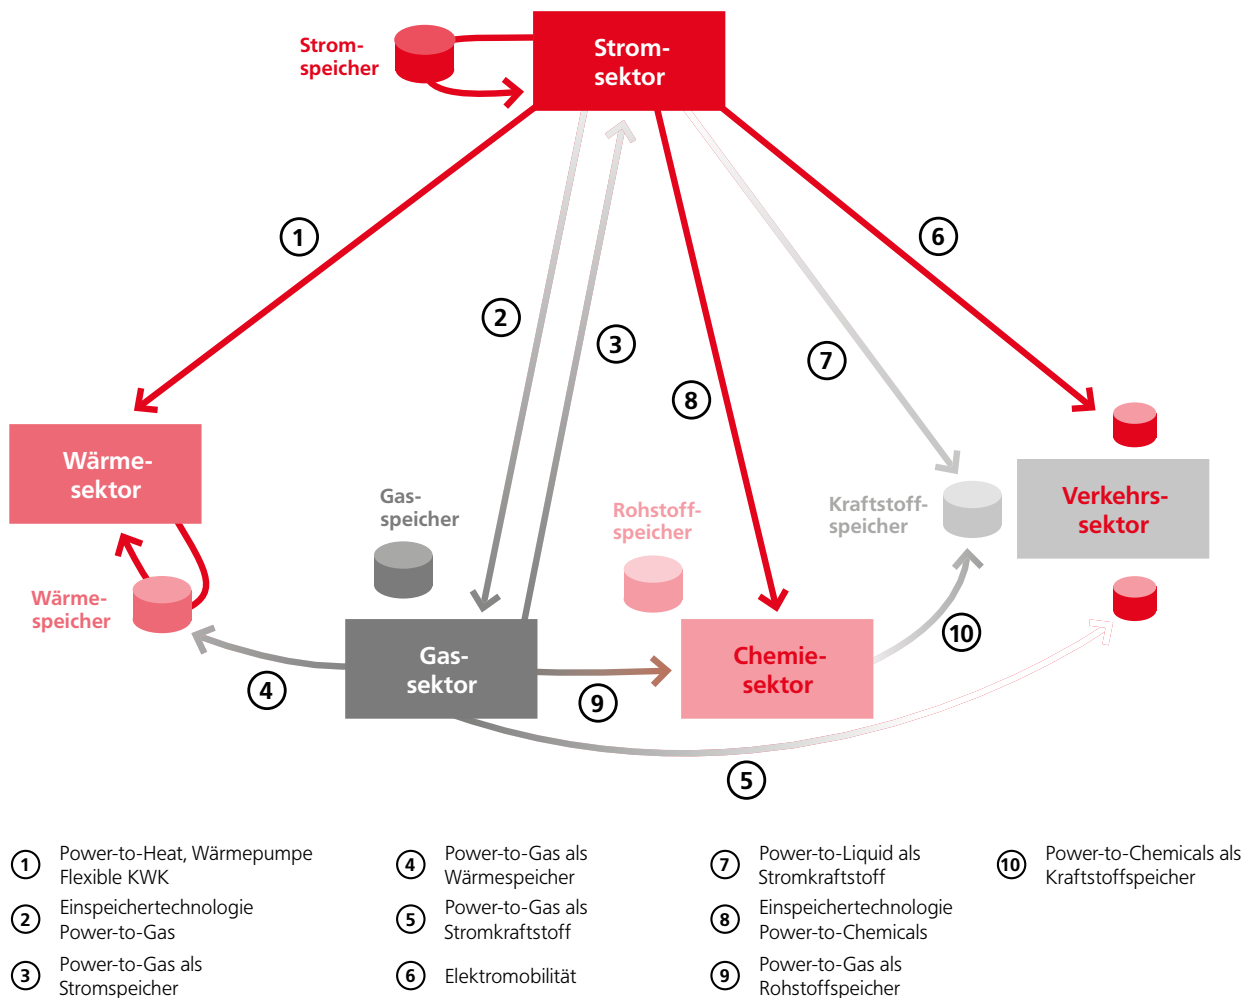 Strom-
speicher
Strom-
sektor
1
6
2
3
7
8
Wärme-
sektor
Gas-
speicher
Rohstoff-
speicher
Kraftstoff-
speicher
Verkehrs-
sektor
Wärme-
speicher
Gas-
sektor
Chemie-
sektor
10
4
9
5
1 Power-to-Heat, Wärmepumpe
Flexible KWK
2 Einspeichertechnologie
Power-to-Gas
3 Power-to-Gas als
Stromspeicher
4 Power-to-Gas als
Wärmespeicher
5 Power-to-Gas als
Stromkraftstoff
6 Elektromobilität
7 Power-to-Liquid als
Stromkraftstoff
8 Einspeichertechnologie
Power-to-Chemicals
9 Power-to-Gas als
Rohstoffspeicher
10 Power-to-Chemicals als
Kraftstoffspeicher